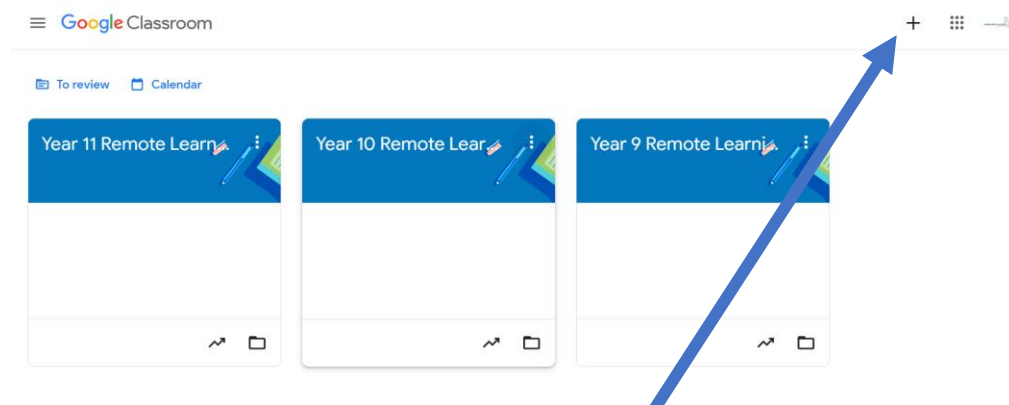 Google Classroom
To review Calendar
Year 11 Remote Learn
Year 10 Remote Lear
Year 9 Remote Learni